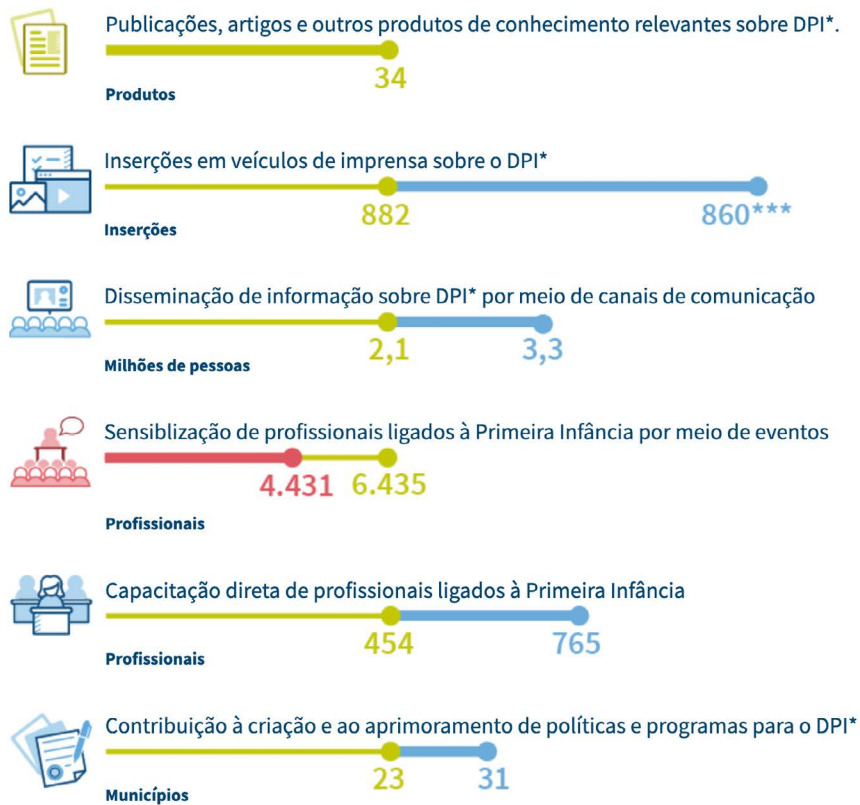 Publicações, artigos e outros produtos de conhecimento relevantes sobre DPI*.
34
Produtos
Inserções em veículos de imprensa sobre o DPI*
882 860***
Inserções
Disseminação de informação sobre DPI* por meio de canais de comunicação
2,1 3,3
Milhões de pessoas
Sensiblização de profissionais ligados à Primeira Infância por meio de eventos
4.431 6.435
Profissionais
Capacitação direta de profissionais ligados à Primeira Infância
454 765
Profissionais
Contribuição à criação e ao aprimoramento de políticas e programas para o DPI*
23 31
Municípios